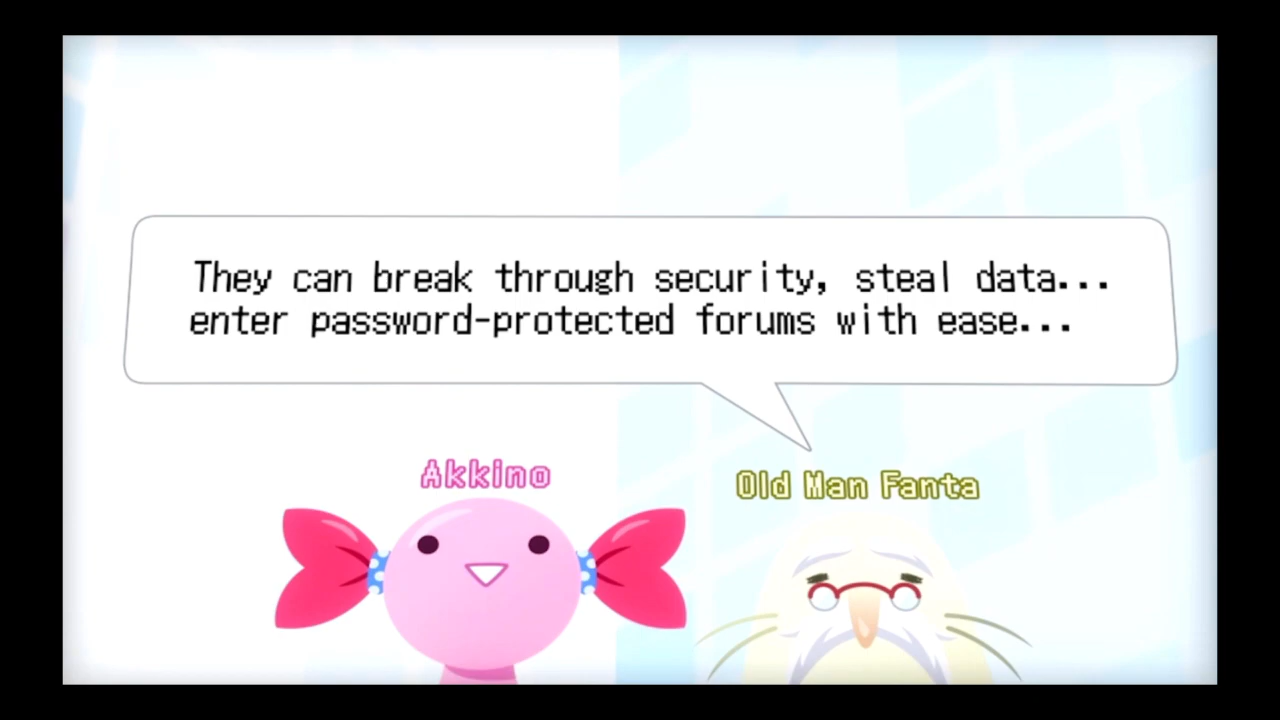 They can break through security, steal data...
enter password-protected forums with ease...
Akkino
Old Man Fanta